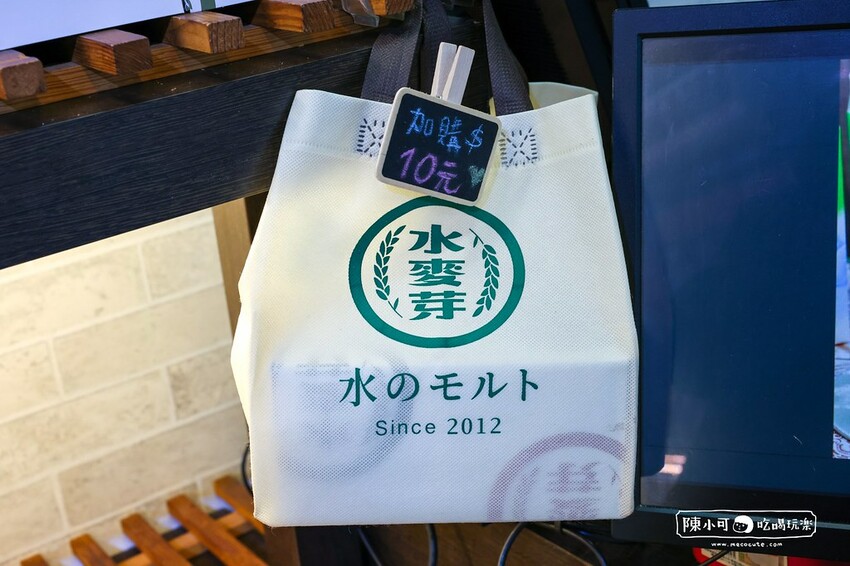 加購$
10元
水麥芽
水のモルト
Since 2012
芽
陳小可 吃喝玩樂
www.mecocute.com